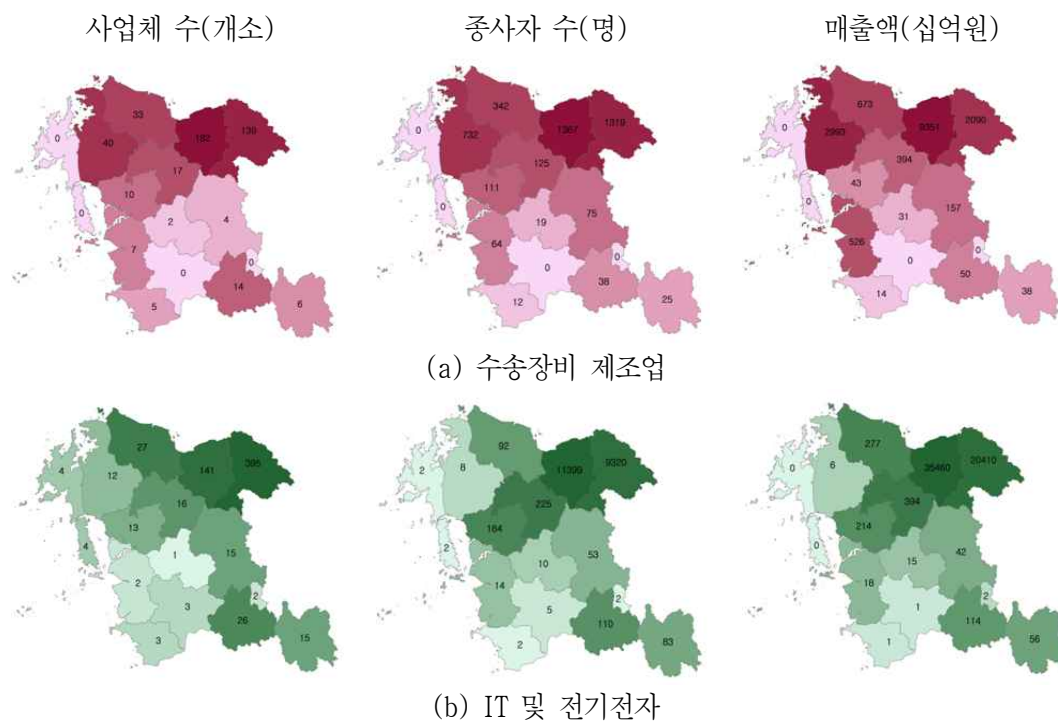 사업체 수(개소) 종사자 수(명) 매출액(십억원)
0 33 182 139 40 17 10 0 2 4 7 0 0 14 5 6
0 342 1367 1319 732 125 111 0 19 75 64 0 0 38 12 25
0 673 9351 2090 2993 394 43 0 31 157 526 0 0 50 14 38
(a) 수송장비 제조업
4 27 141 395 12 16 13 4 1 15 2 3 2 26 3 15
2 92 11399 9320 8 225 184 2 10 53 14 5 2 110 2 83
0 277 35460 20410 6 394 214 0 15 42 18 1 2 114 1 56
(b) IT 및 전기전자